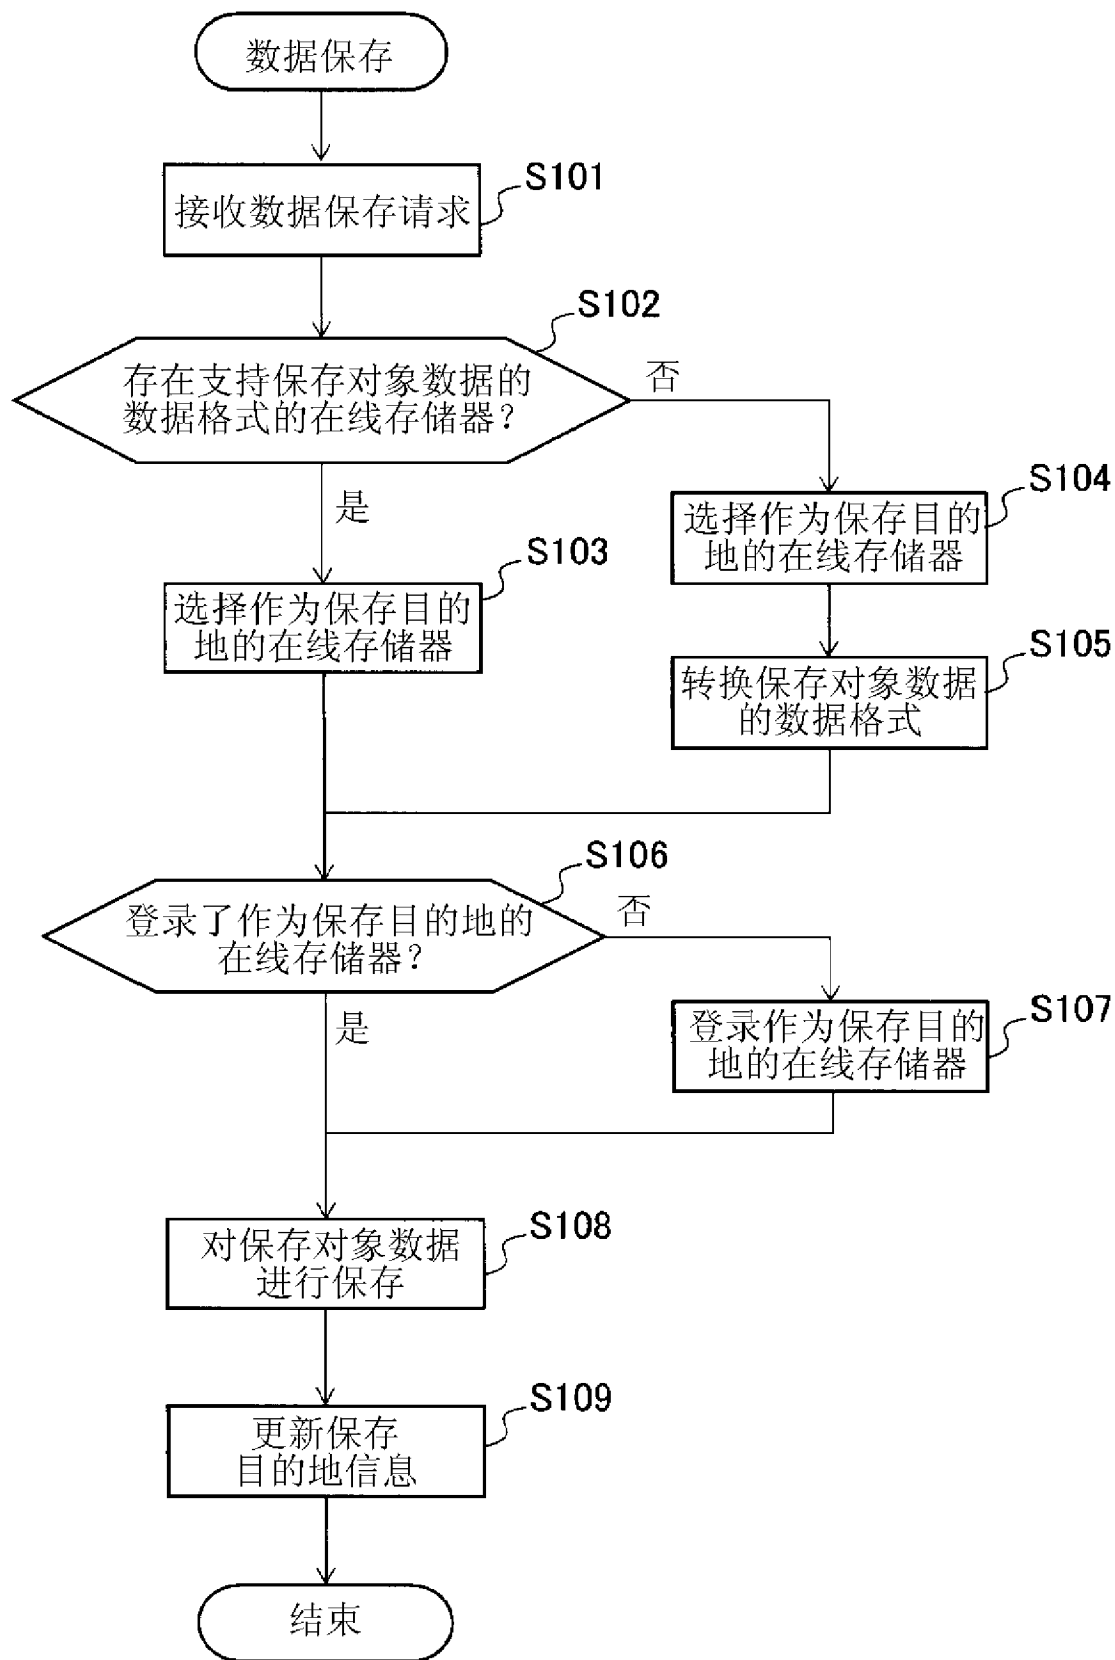 数据保存
S101
接收数据保存请求
S102
存在支持保存对象数据的
数据格式的在线存储器？
否
是
S104
选择作为保存目的
地的在线存储器
S103
选择作为保存目的
地的在线存储器
S105
转换保存对象数据
的数据格式
S106
登录了作为保存目的地的
在线存储器？
否
是
S107
登录作为保存目的
地的在线存储器
S108
对保存对象数据
进行保存
S109
更新保存
目的地信息
结束